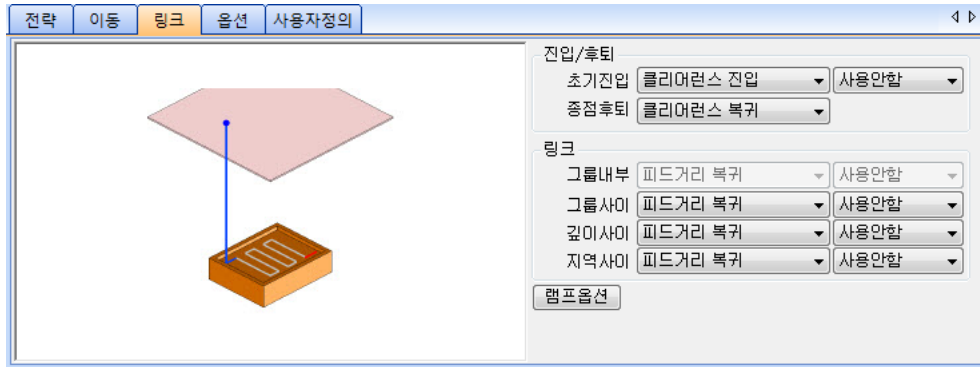 전략 이동 링크 옵션 사용자정의
진입/후퇴
초기진입 클리어런스 진입 사용안함
종점후퇴 클리어런스 복귀
링크
그룹내부 피드거리 복귀 사용안함
그룹사이 피드거리 복귀 사용안함
깊이사이 피드거리 복귀 사용안함
지역사이 피드거리 복귀 사용안함
램프옵션